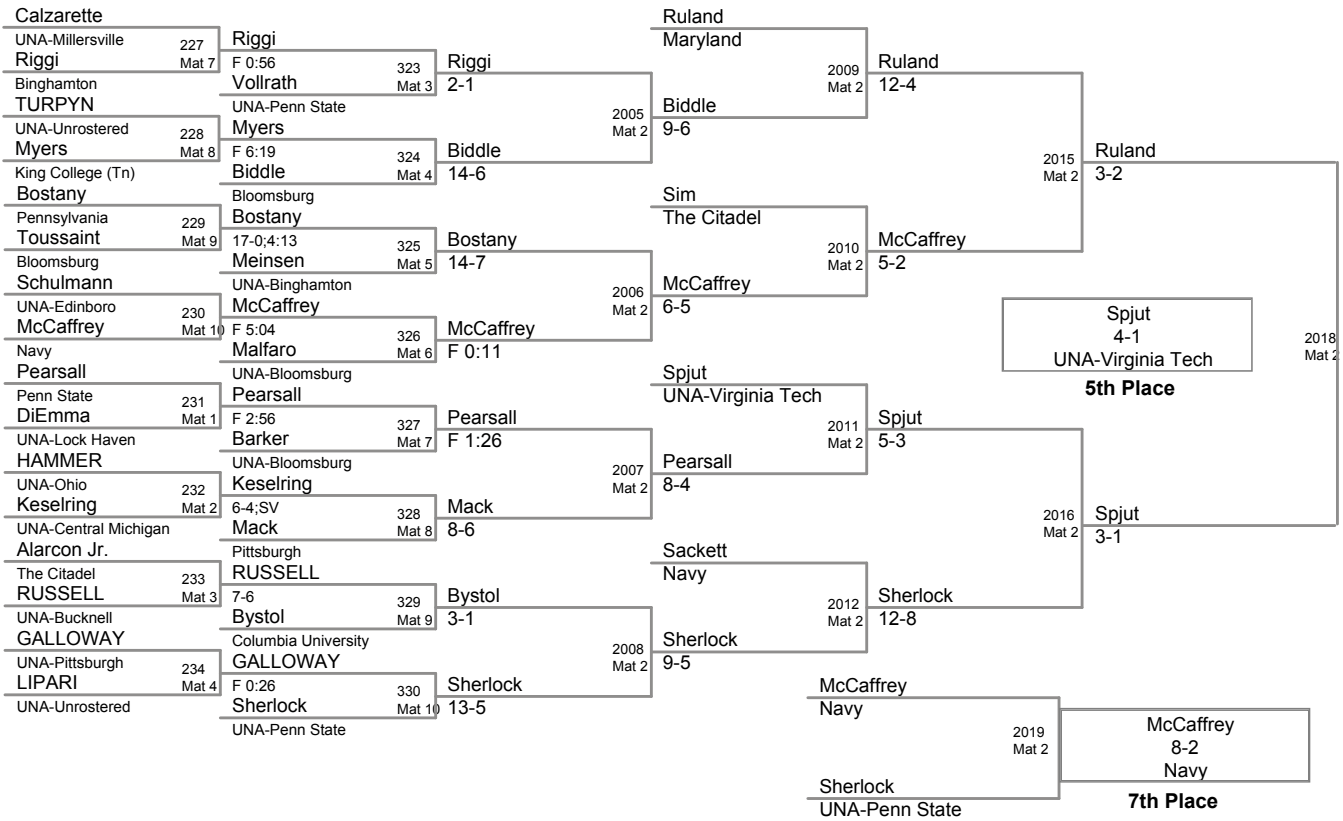 Calzarette
UNA-Millersville
227
Riggi
Mat 7
Binghamton
TURPYN
UNA-Unrostered
228
Myers
Mat 8
King College (Tn)
Bostany
Pennsylvania
229
Toussaint
Mat 9
Bloomsburg
Schulmann
UNA-Edinboro
230
McCaffrey
Mat 10
Navy
Pearsall
Penn State
231
DiEmma
Mat 1
UNA-Lock Haven
HAMMER
UNA-Ohio
232
Keselring
Mat 2
UNA-Central Michigan
Alarcon Jr.
The Citadel
233
RUSSELL
Mat 3
UNA-Bucknell
GALLOWAY
UNA-Pittsburgh
234
LIPARI
Mat 4
UNA-Unrostered
Riggi
F 0:56
323
Vollrath
Mat 3
UNA-Penn State
Myers
F 6:19
324
Biddle
Mat 4
Bloomsburg
Bostany
17-0;4:13
325
Meinsen
Mat 5
UNA-Binghamton
McCaffrey
F 5:04
326
Malfaro
Mat 6
UNA-Bloomsburg
Pearsall
F 2:56
327
Barker
Mat 7
UNA-Bloomsburg
Keselring
6-4;SV
328
Mack
Mat 8
Pittsburgh
RUSSELL
7-6
329
Bystol
Mat 9
Columbia University
GALLOWAY
F 0:26
330
Sherlock
Mat 10
UNA-Penn State
Riggi
2-1
2005
Mat 2
Biddle
14-6
Bostany
14-7
2006
Mat 2
McCaffrey
F 0:11
Pearsall
F 1:26
2007
Mat 2
Mack
8-6
Bystol
3-1
2008
Mat 2
Sherlock
13-5
Ruland
Maryland
2009
Mat 2
Biddle
9-6
Sim
The Citadel
2010
Mat 2
McCaffrey
6-5
Spjut
UNA-Virginia Tech
2011
Mat 2
Pearsall
8-4
Sackett
Navy
2012
Mat 2
Sherlock
9-5
Ruland
12-4
2015
Mat 2
McCaffrey
5-2
Spjut
5-3
2016
Mat 2
Sherlock
12-8
Ruland
3-2
2018
Mat 2
Spjut
3-1
Spjut
4-1
UNA-Virginia Tech
5th Place
McCaffrey
Navy
2019
Mat 2
Sherlock
UNA-Penn State
McCaffrey
8-2
Navy
7th Place